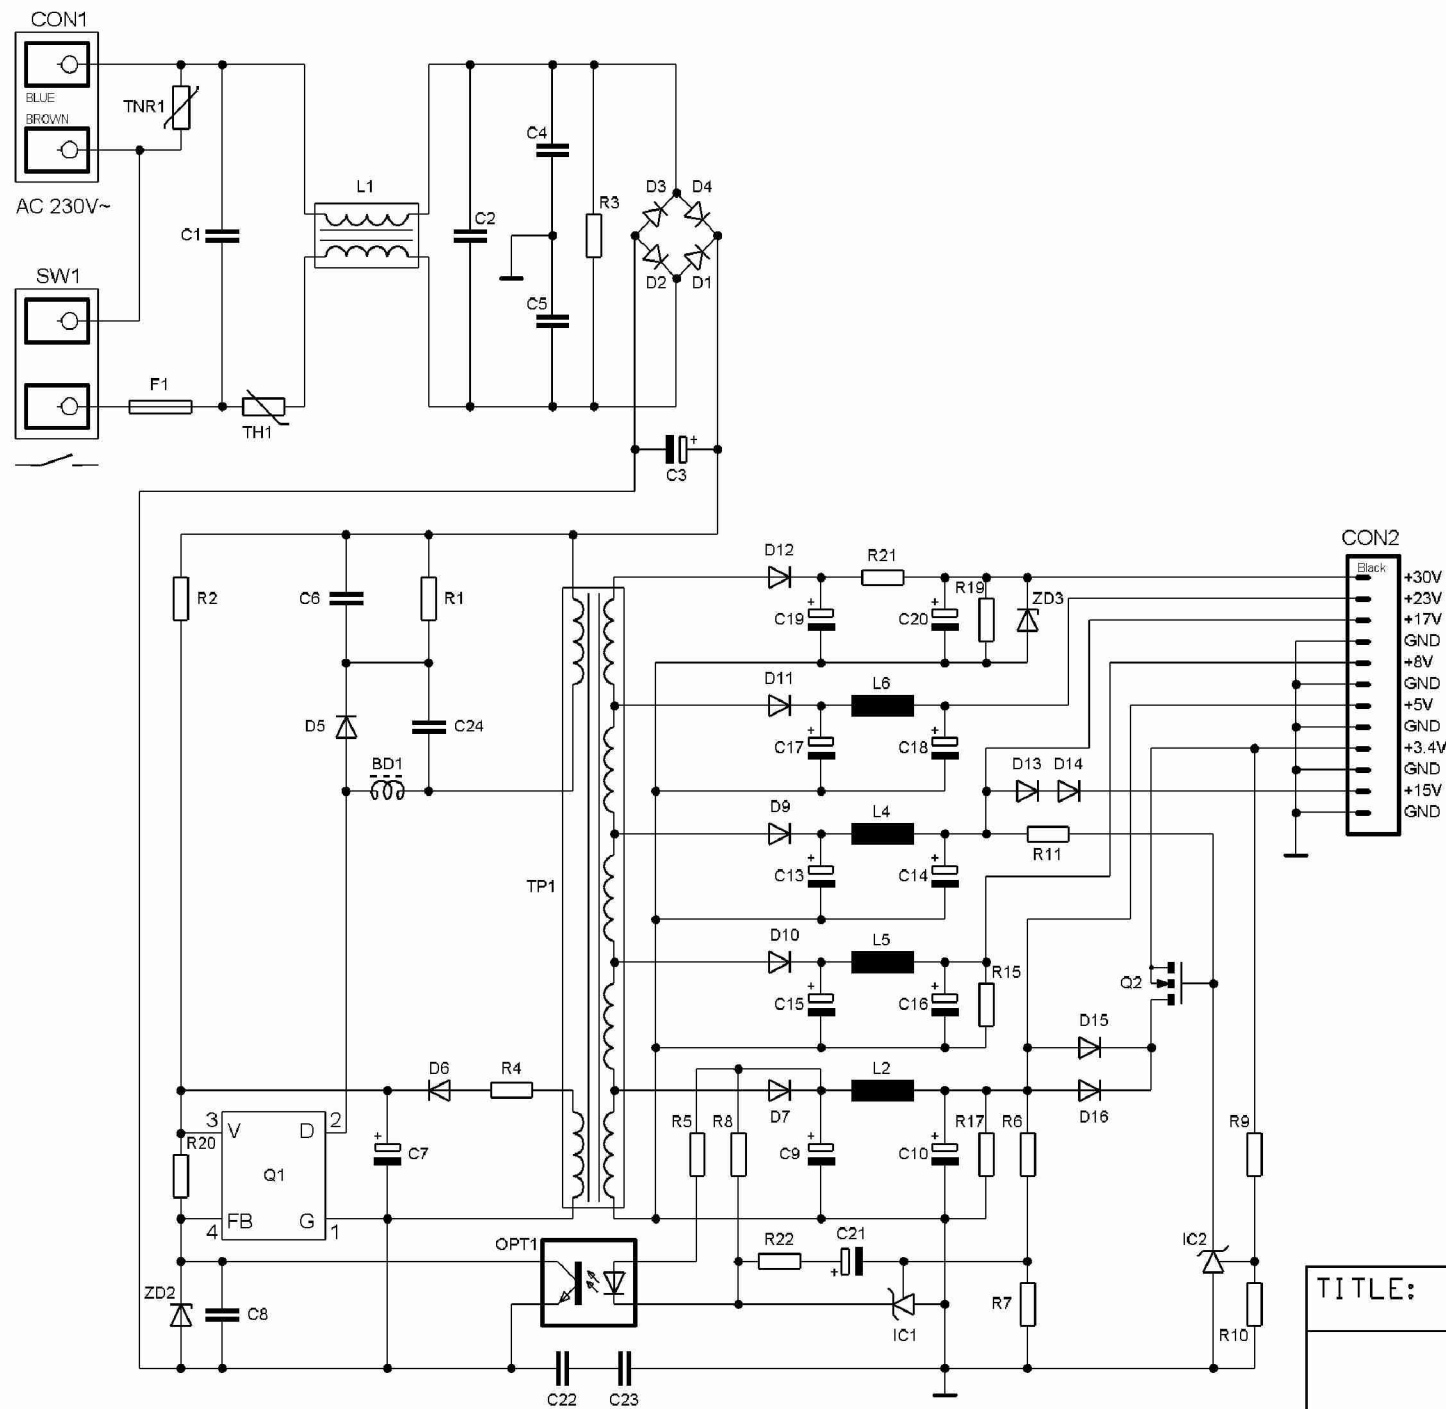 CON1
BLUE
BROWN
TNR1
AC 230V~
C1
L1
C2
C4
R3
D3 D4
D2 D1
C5
SW1
F1
TH1
C3
CON2
Black
+30V
+23V
+17V
GND
+8V
GND
+5V
GND
+3.4V
GND
+15V
GND
D12
R21
R2
C6
R1
C19
C20
R19
ZD3
D11
L6
D5
C24
C17
C18
BD1
D13 D14
D9
L4
R11
TP1
C13
C14
D10
L5
R15
Q2
C15
C16
D15
D6
R4
L2
D7
D16
R5
R8
R17
R6
R9
3 V D 2
R20
Q1
C7
C9
C10
4 FB G 1
OPT1
R22
C21
IC2
ZD2
C8
IC1
R7
R10
C22
C23
TITLE: